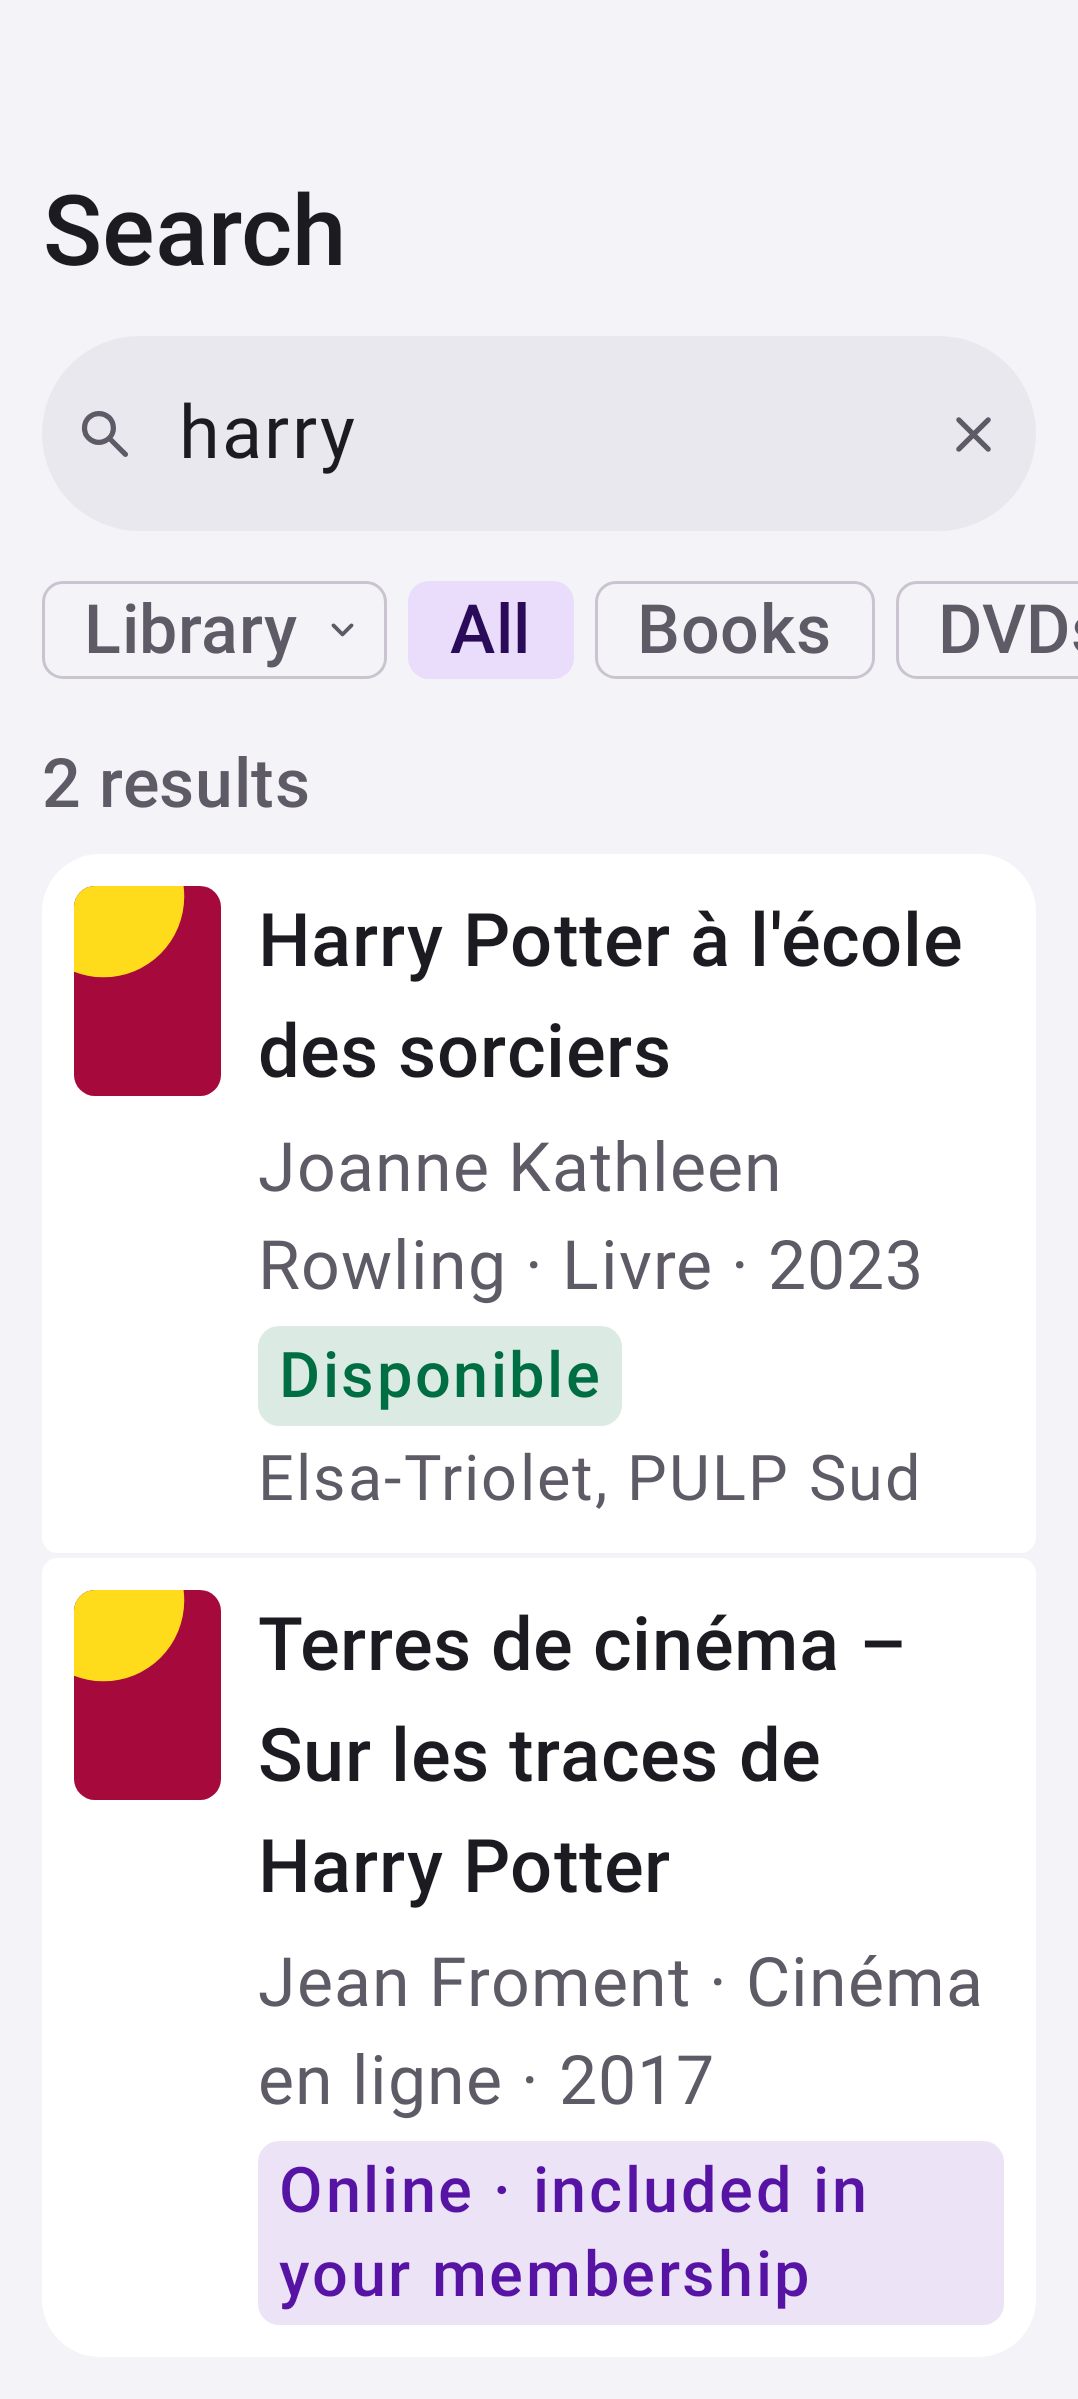 Search
harry
Library
All
Books
DVDs
2 results
Harry Potter à l'école
des sorciers
Joanne Kathleen
Rowling · Livre · 2023
Disponible
Elsa-Triolet, PULP Sud
Terres de cinéma –
Sur les traces de
Harry Potter
Jean Froment · Cinéma
en ligne · 2017
Online · included in
your membership